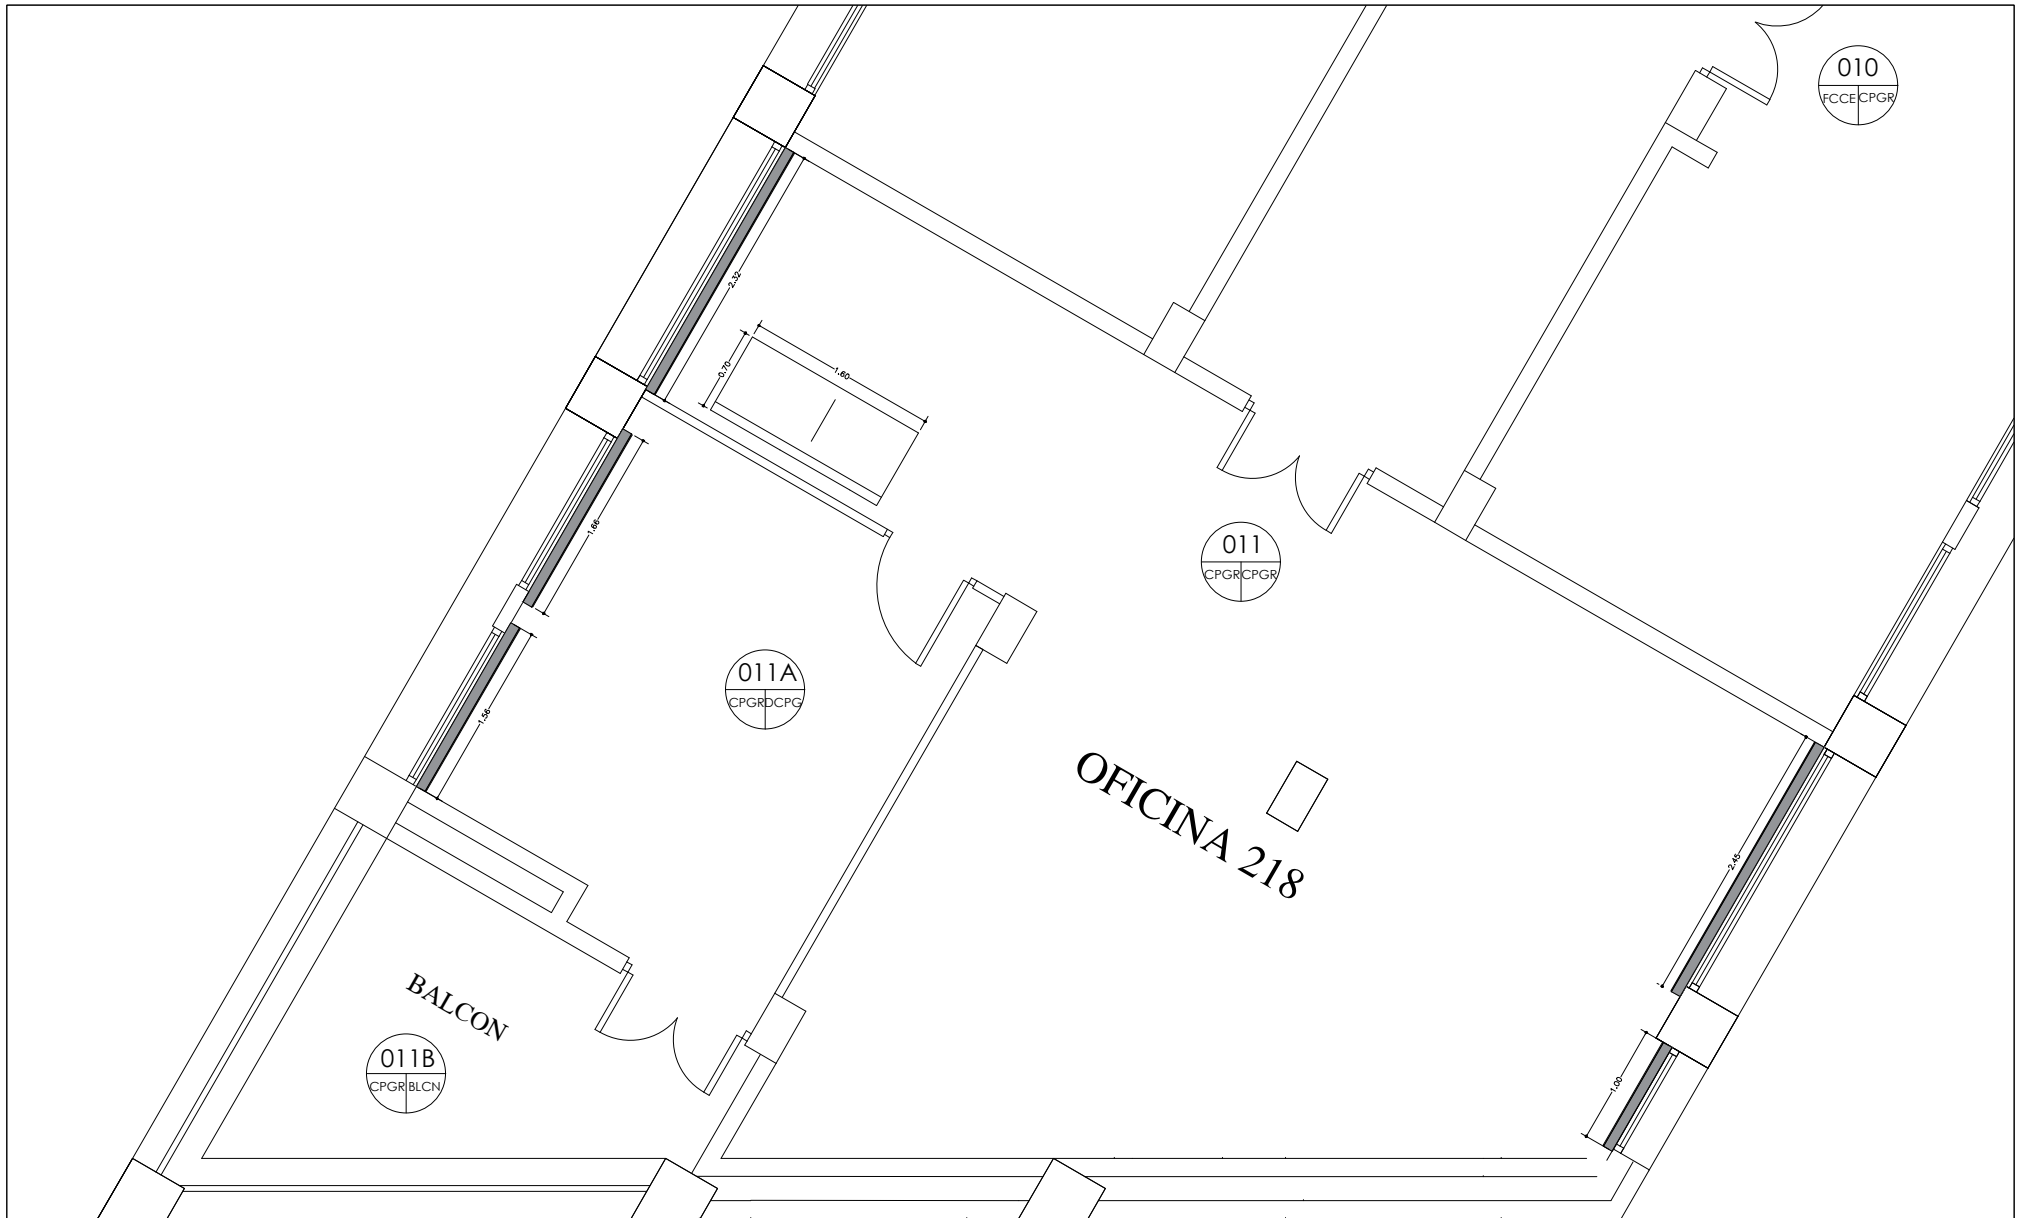 010
FCCE CPGR
2.32
0.70
1.60
1.66
011
CPGR CPGR
011A
CPGR DCPG
1.56
OFICINA 218
2.45
BALCON
011B
CPGR BLCN
1.00